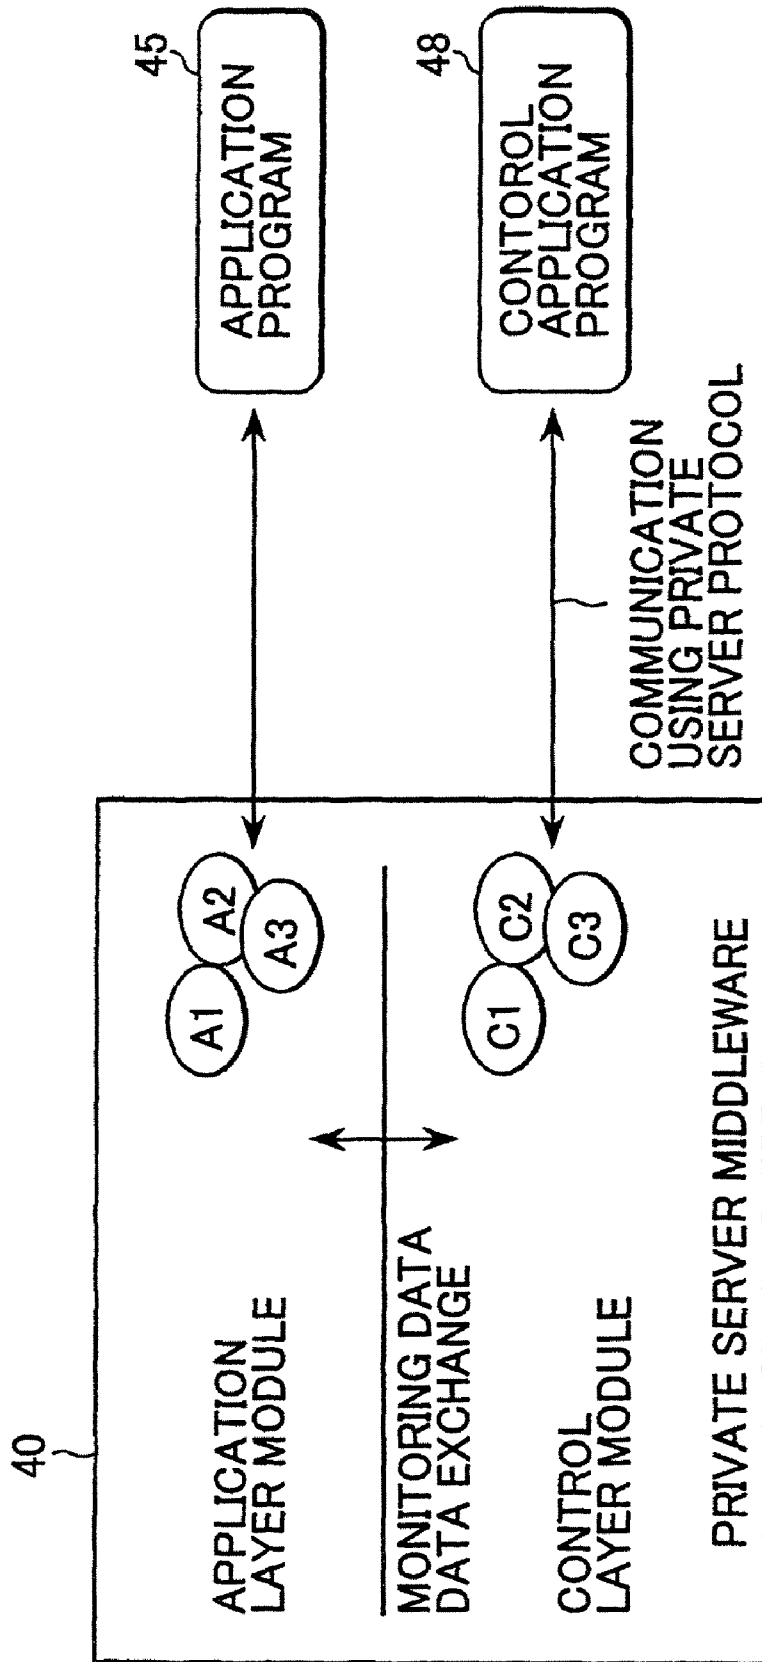 40
APPLICATION
LAYER MODULE
A1
A2
A3
45
APPLICATION
PROGRAM
MONITORING DATA
DATA EXCHANGE
CONTROL
LAYER MODULE
C1
C2
C3
48
CONTOROL
APPLICATION
PROGRAM
COMMUNICATION
USING PRIVATE
SERVER PROTOCOL
PRIVATE SERVER MIDDLEWARE